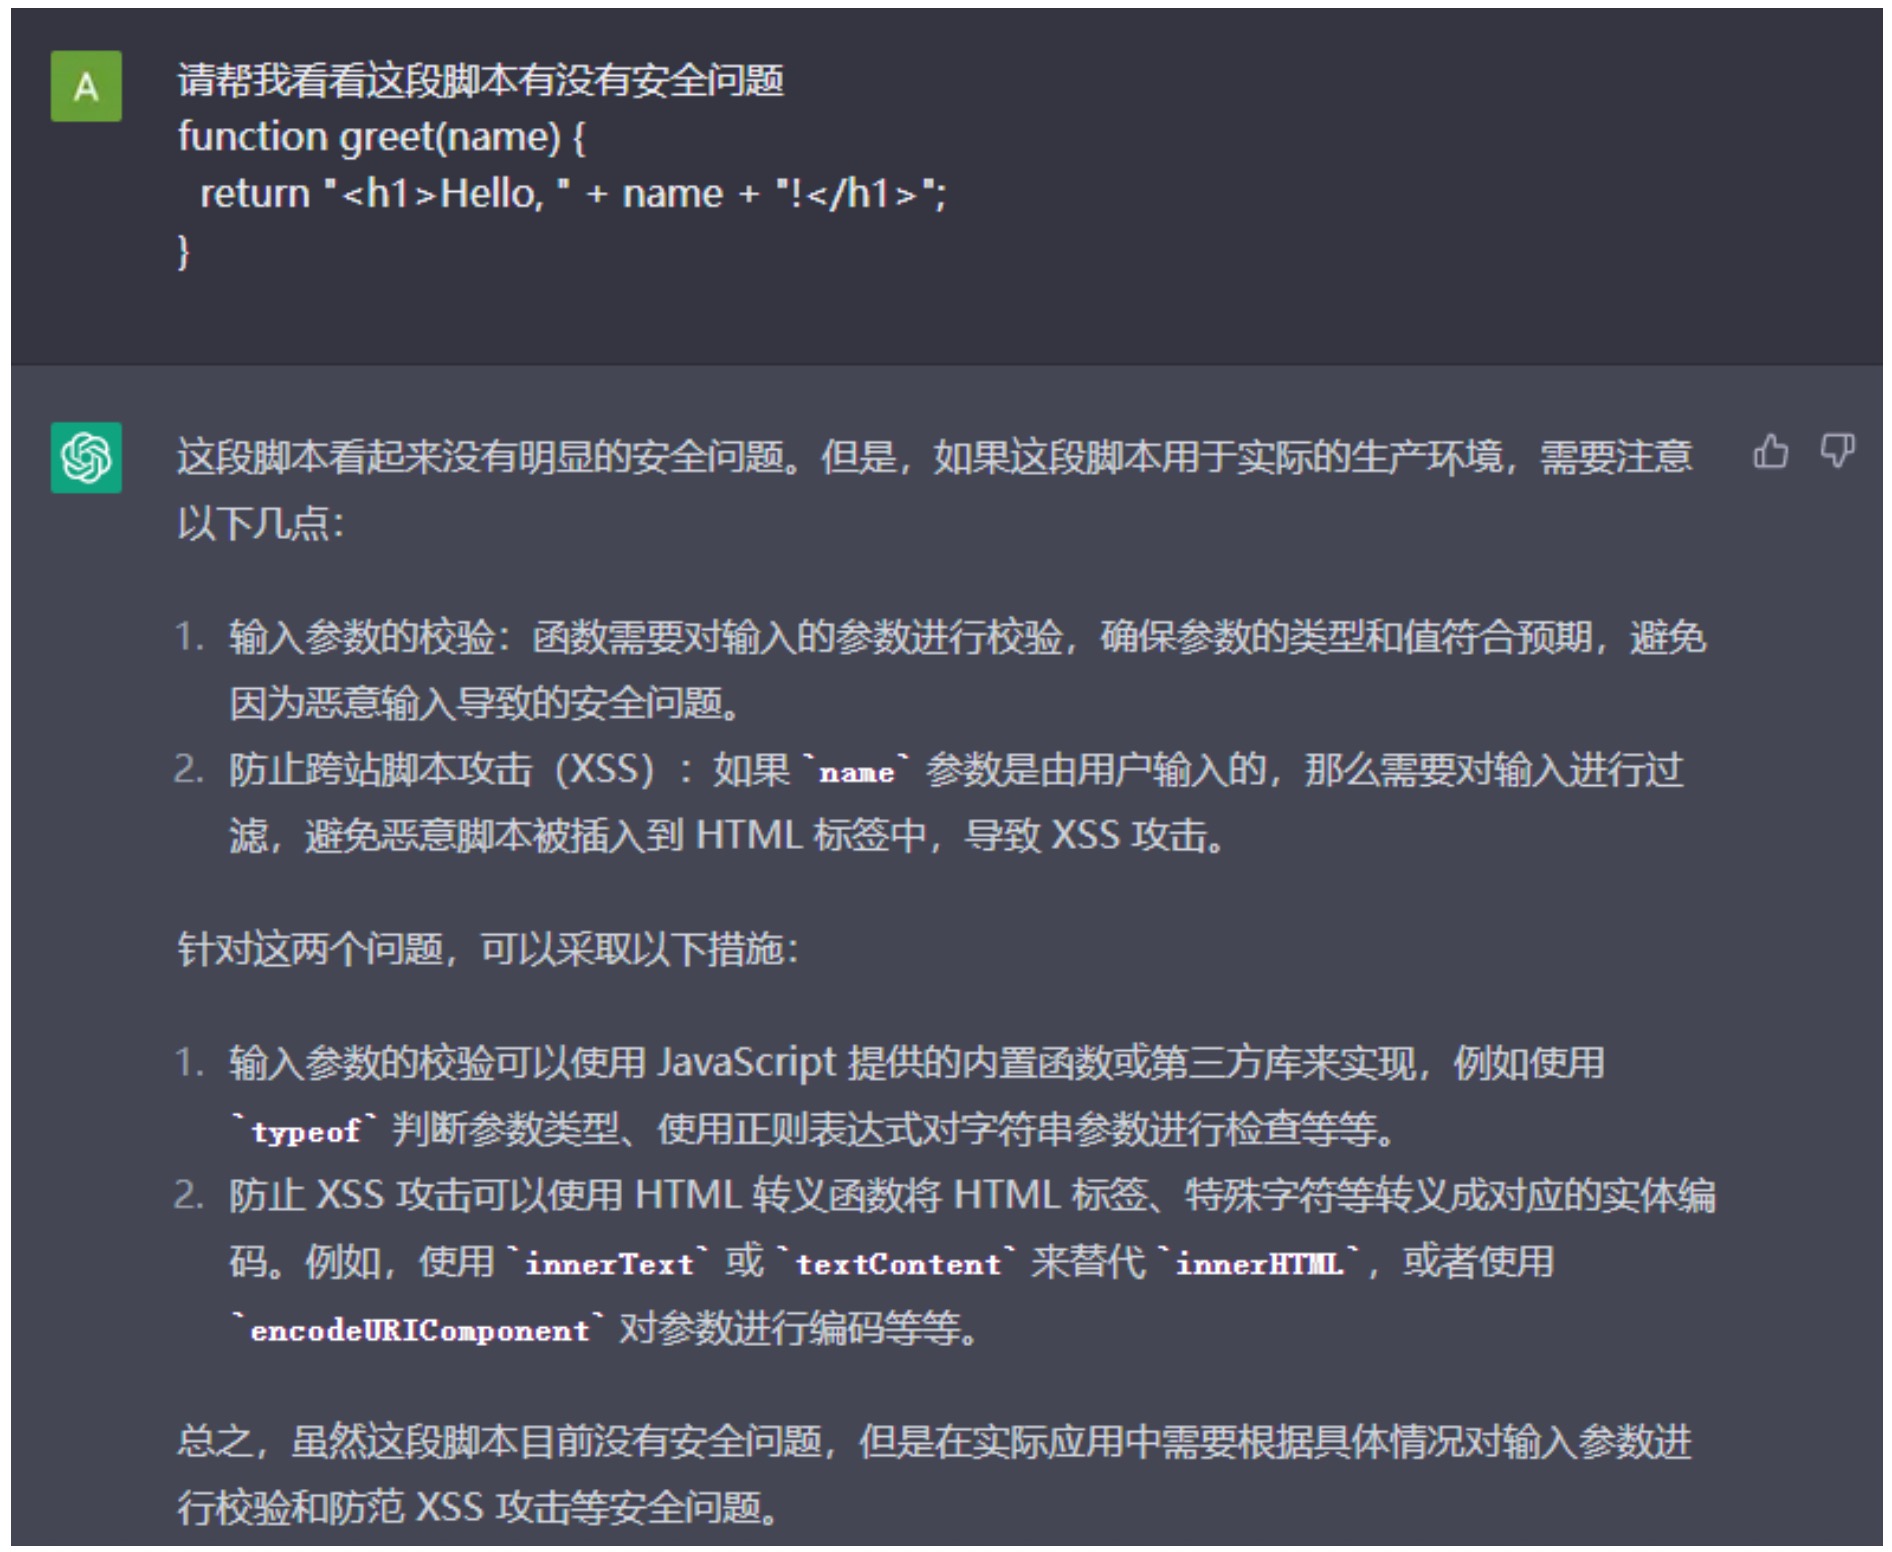 A
请帮我看看这段脚本有没有安全问题
function greet(name) {
return "<h1>Hello, " + name + "!</h1>";
}
这段脚本看起来没有明显的安全问题。但是，如果这段脚本用于实际的生产环境，需要注意
以下几点：
1. 输入参数的校验：函数需要对输入的参数进行校验，确保参数的类型和值符合预期，避免
因为恶意输入导致的安全问题。
2. 防止跨站脚本攻击（XSS）：如果 `name` 参数是由用户输入的，那么需要对输入进行过
滤，避免恶意脚本被插入到 HTML 标签中，导致 XSS 攻击。
针对这两个问题，可以采取以下措施：
1. 输入参数的校验可以使用 JavaScript 提供的内置函数或第三方库来实现，例如使用
`typeof` 判断参数类型、使用正则表达式对字符串参数进行检查等等。
2. 防止 XSS 攻击可以使用 HTML 转义函数将 HTML 标签、特殊字符等转义成对应的实体编
码。例如，使用 `innerText` 或 `textContent` 来替代 `innerHTML`，或者使用
`encodeURIComponent` 对参数进行编码等等。
总之，虽然这段脚本目前没有安全问题，但是在实际应用中需要根据具体情况对输入参数进
行校验和防范 XSS 攻击等安全问题。